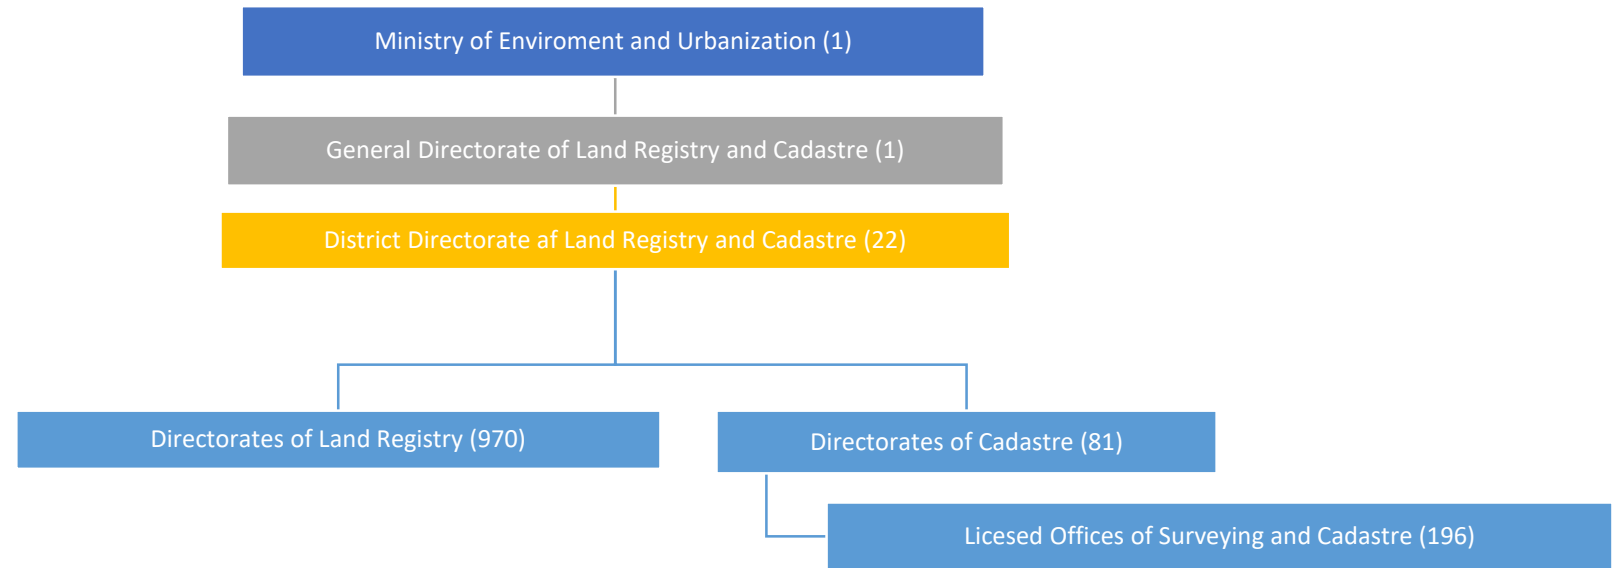 Ministry of Enviroment and Urbanization (1)
General Directorate of Land Registry and Cadastre (1)
District Directorate af Land Registry and Cadastre (22)
Directorates of Land Registry (970)
Directorates of Cadastre (81)
Licesed Offices of Surveying and Cadastre (196)